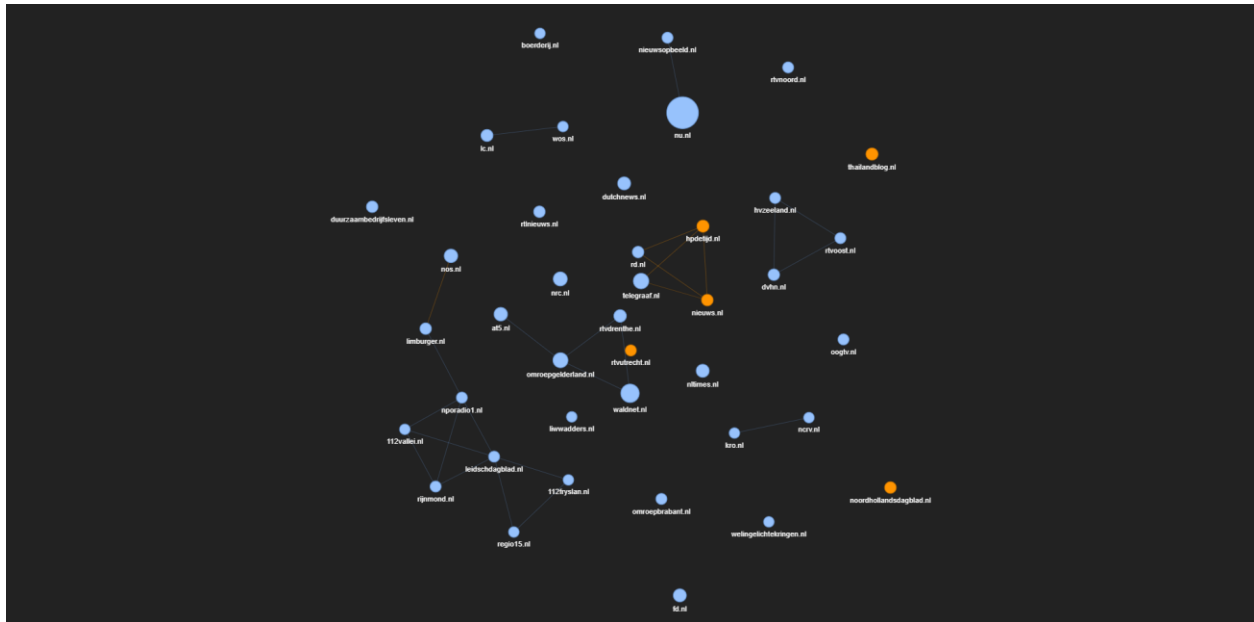 boerderij.nl
nieuwsopbeeld.nl
rtvnoord.nl
nu.nl
lc.nl
wos.nl
thailandblog.nl
dutchnews.nl
duurzaambedrijfsleven.nl
rtlnieuws.nl
hvzeeland.nl
hpdetijd.nl
rtvoost.nl
rd.nl
nos.nl
nrc.nl
telegraaf.nl
dvhn.nl
nieuws.nl
at5.nl
rtvdrenthe.nl
limburger.nl
oogtv.nl
rtvutrecht.nl
omroepgelderland.nl
nltimes.nl
waldnet.nl
nporadio1.nl
liwwadders.nl
ncrv.nl
112vallei.nl
kro.nl
leidschdagblad.nl
rijnmond.nl
112fryslan.nl
noordhollandsdagblad.nl
omroepbrabant.nl
welingelichtekringen.nl
regio15.nl
fd.nl